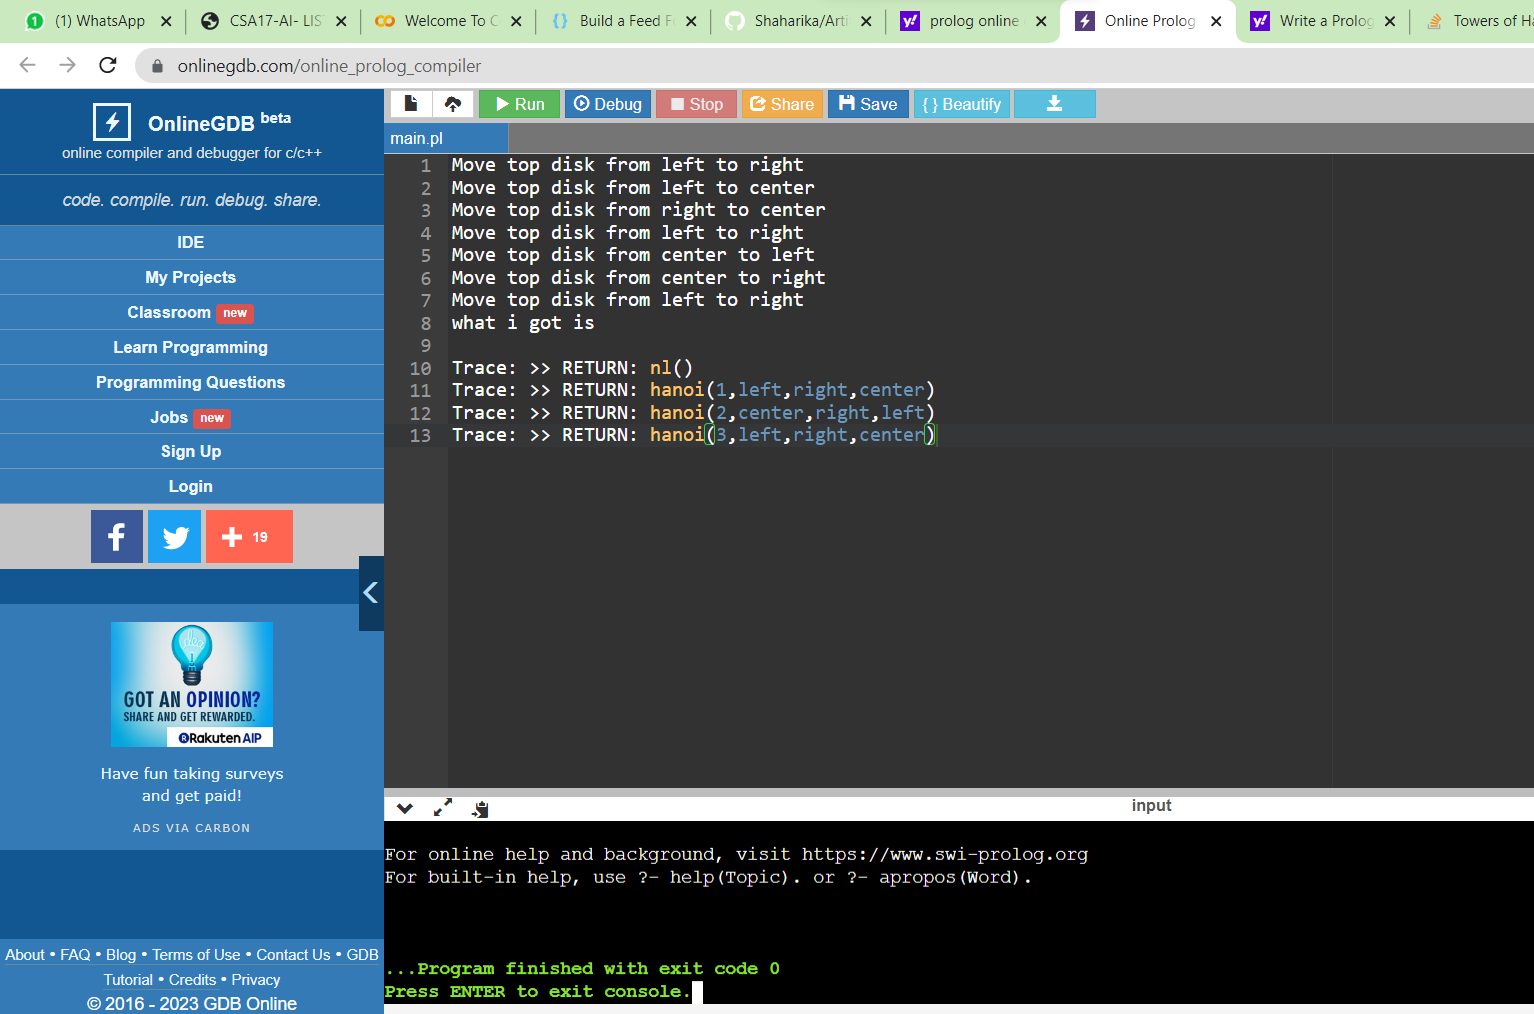 (1) WhatsApp
CSA17-AI- LIS
Welcome To C
Build a Feed F
Shaharika/Arti
prolog online
Online Prolog
Write a Prolog
Towers of Ha
onlinegdb.com/online_prolog_compiler
OnlineGDB beta
online compiler and debugger for c/c++
code. compile. run. debug. share.
IDE
My Projects
Classroom new
Learn Programming
Programming Questions
Jobs new
Sign Up
Login
f
19
GOT AN OPINION?
SHARE AND GET REWARDED.
Rakuten AIP
Have fun taking surveys
and get paid!
ADS VIA CARBON
About • FAQ • Blog • Terms of Use • Contact Us • GDB
Tutorial • Credits • Privacy
© 2016 - 2023 GDB Online
Run Debug Stop Share Save { } Beautify
main.pl
1 Move top disk from left to right
2 Move top disk from left to center
3 Move top disk from right to center
4 Move top disk from left to right
5 Move top disk from center to left
6 Move top disk from center to right
7 Move top disk from left to right
8 what i got is
9
10 Trace: >> RETURN: nl()
11 Trace: >> RETURN: hanoi(1,left,right,center)
12 Trace: >> RETURN: hanoi(2,center,right,left)
13 Trace: >> RETURN: hanoi(3,left,right,center)
input
For online help and background, visit https://www.swi-prolog.org
For built-in help, use ?- help(Topic). or ?- apropos(Word).
...Program finished with exit code 0
Press ENTER to exit console.